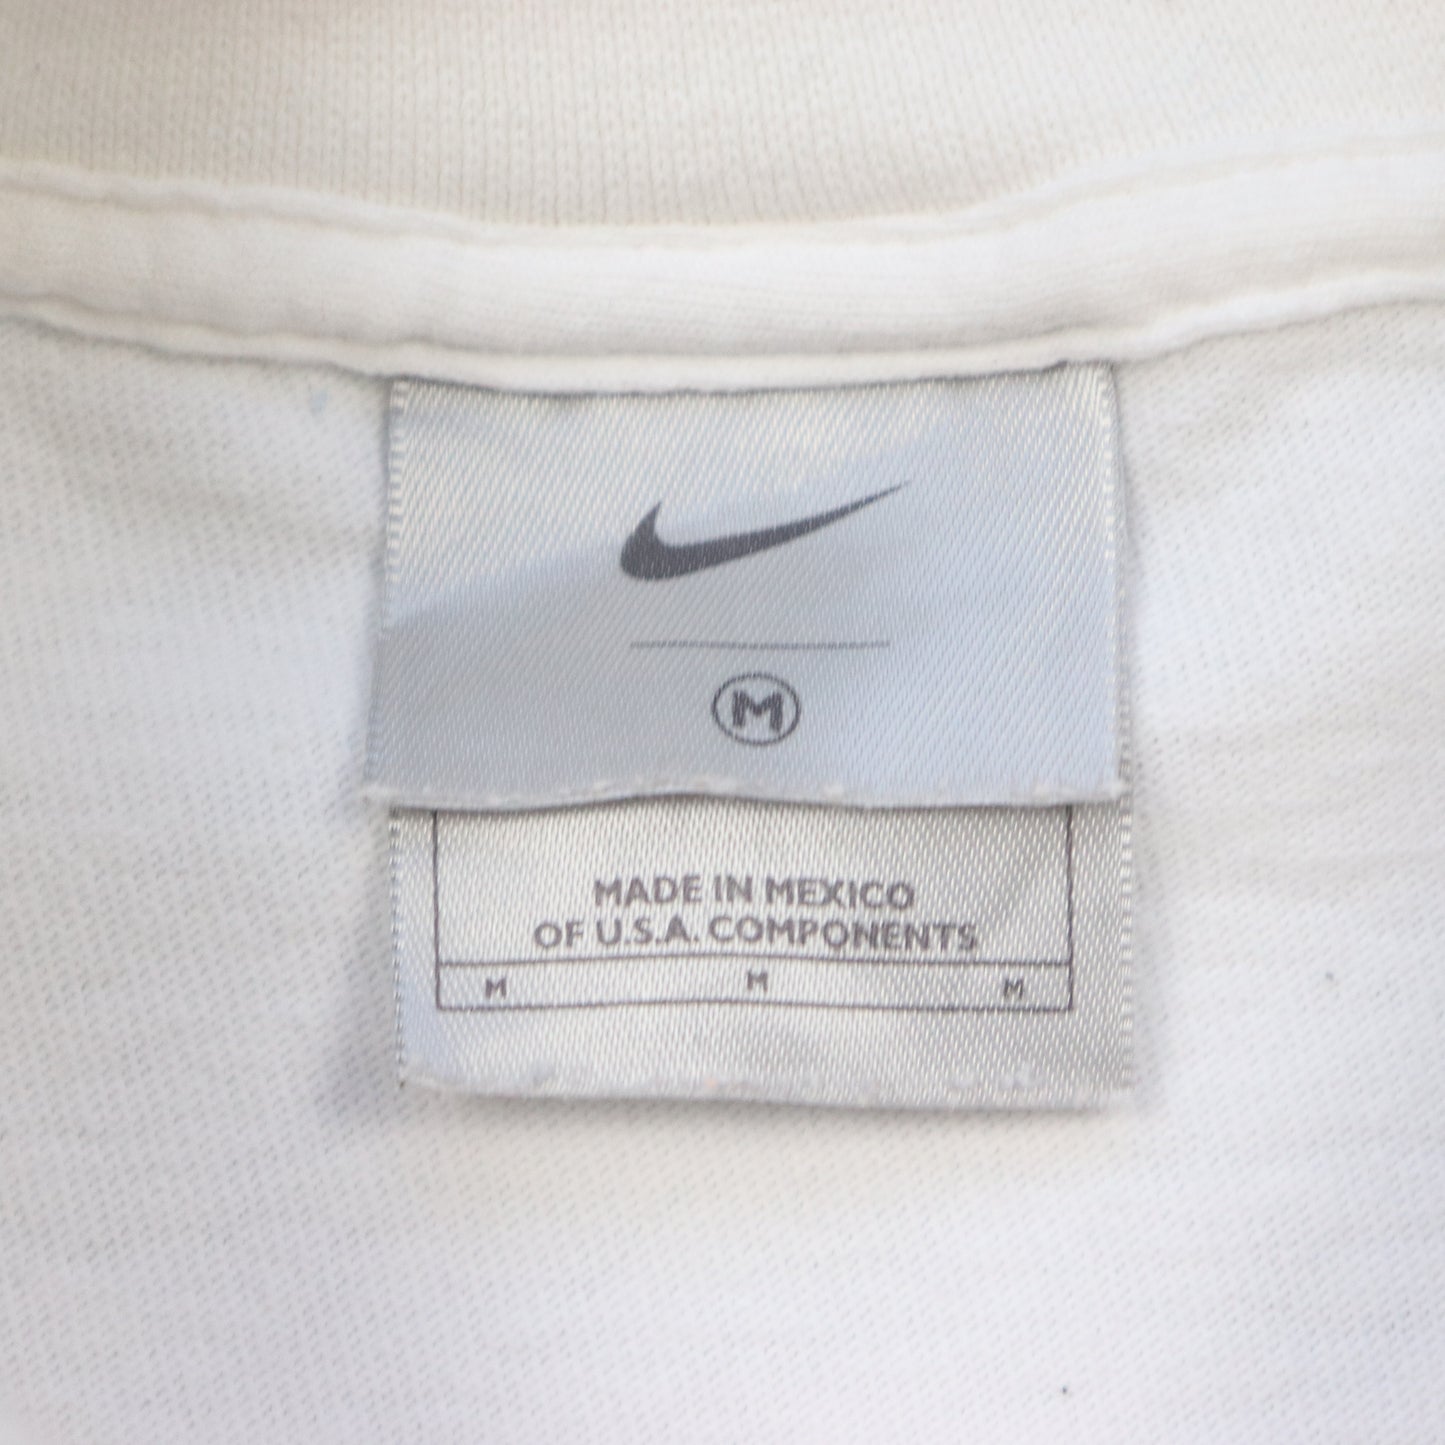 M
MADE IN MEXICO
OF U.S.A. COMPONENTS
M M M